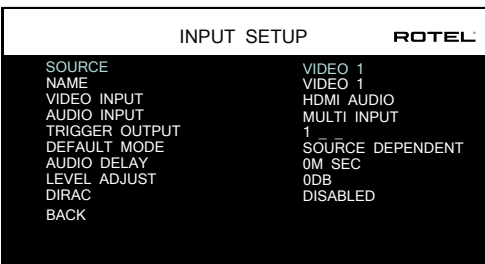 INPUT SETUP ROTEL
SOURCE VIDEO 1
NAME VIDEO 1
VIDEO INPUT HDMI AUDIO
AUDIO INPUT MULTI INPUT
TRIGGER OUTPUT 1 _ _
DEFAULT MODE SOURCE DEPENDENT
AUDIO DELAY 0M SEC
LEVEL ADJUST 0DB
DIRAC DISABLED
BACK